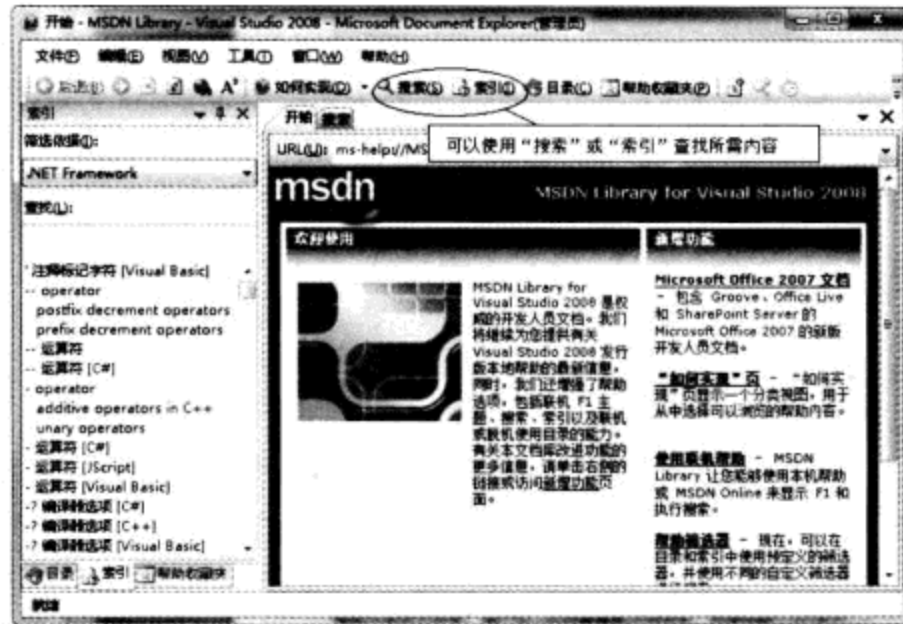 开始 - MSDN Library - Visual Studio 2008 - Microsoft Document Explorer(管理员)
文件(F) 编辑(E) 视图(V) 工具(T) 窗口(W) 帮助(H)
后退(B) 如何实现(O) 搜索(S) 索引(I) 目录(C) 帮助收藏夹(P)
索引
筛选依据(I):
.NET Framework
查找(L):
' 注释标记字符 [Visual Basic]
-- operator
postfix decrement operators
prefix decrement operators
-- 运算符
-- 运算符 [C#]
- operator
additive operators in C++
unary operators
- 运算符 [C#]
- 运算符 [JScript]
- 运算符 [Visual Basic]
-? 编译器选项 [C#]
-? 编译器选项 [C++]
-? 编译器选项 [Visual Basic]
目录 索引 帮助收藏夹
就绪
开始 搜索
URL(U): ms-help://MS
可以使用“搜索”或“索引”查找所需内容
msdn
MSDN Library for Visual Studio 2008
欢迎使用
MSDN Library for
Visual Studio 2008 是权
威的开发人员文档。我们
将继续为您提供有关
Visual Studio 2008 发行
版本地帮助的最新信息，
同时，我们还增强了帮助
选项，包括联机 F1 主
题、搜索、索引以及联机
或脱机使用目录的能力。
有关本文档库改进功能的
更多信息，请单击右侧的
链接或访问新增功能页
面。
新增功能
Microsoft Office 2007 文档
- 包含 Groove、Office Live
和 SharePoint Server 的
Microsoft Office 2007 的新版
开发人员文档。
“如何实现”页 - “如何实
现”页显示一个分类视图，用于
从中选择可以浏览的帮助内容。
使用联机帮助 - MSDN
Library 让您能够使用本机帮助
或 MSDN Online 来显示 F1 和
执行搜索。
帮助筛选器 - 现在，可以在
目录和索引中使用预定义的筛选
器，并使用不同的自定义筛选器